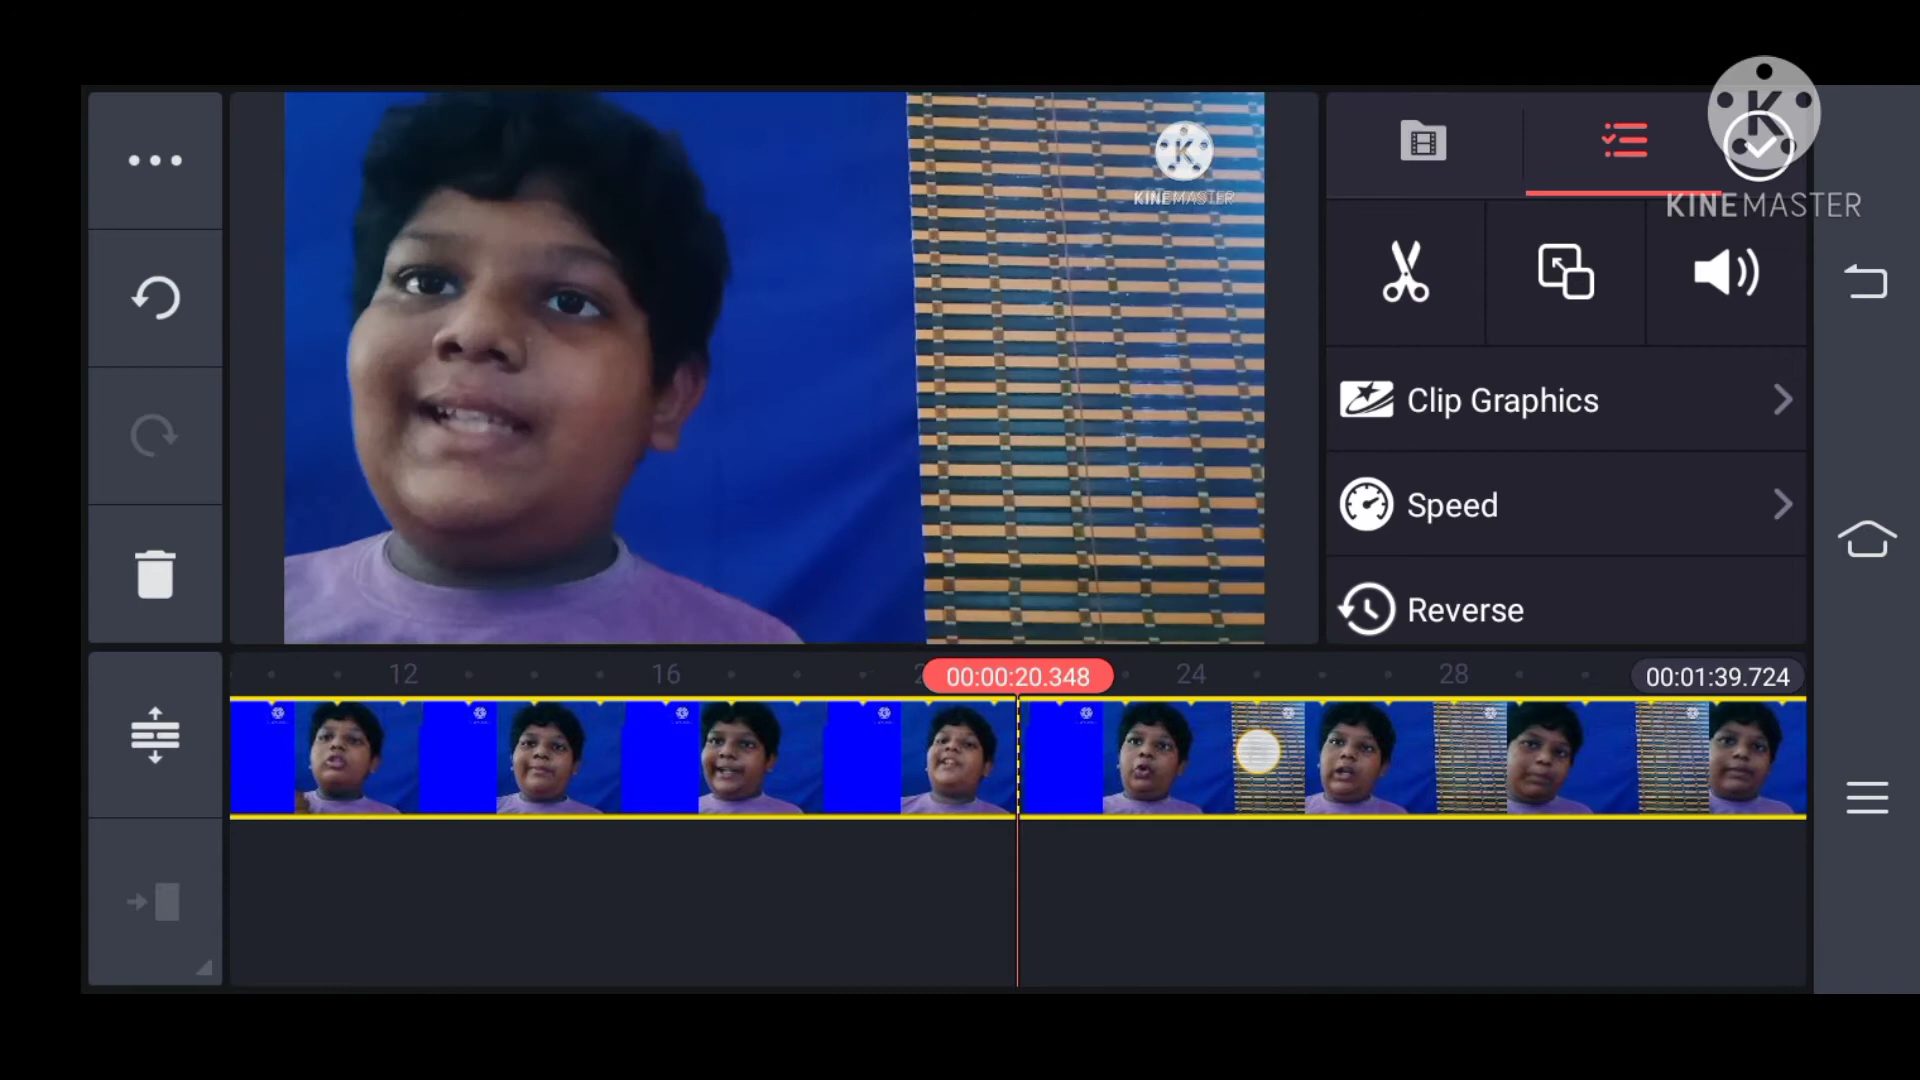 KINEMASTER
KINEMASTER
Clip Graphics
Speed
Reverse
12
16
00:00:20.348
24
28
00:01:39.724